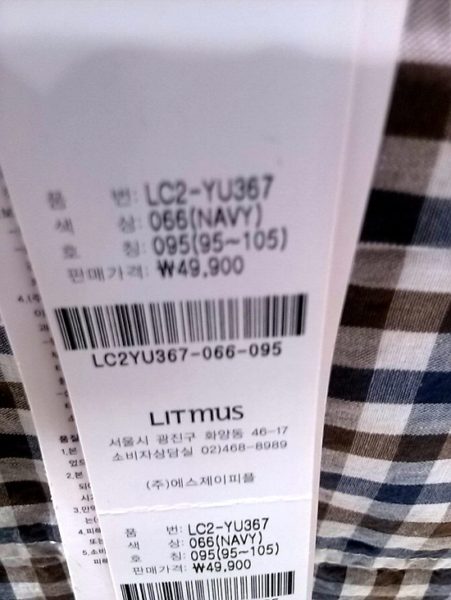 품 번: LC2-YU367
색 상: 066(NAVY)
호 칭: 095(95~105)
판매가격: ₩49,900
LC2YU367-066-095
LITMUS
서울시 광진구 화양동 46-17
소비자상담실 02)468-8989
(주)에스제이피플
품 번: LC2-YU367
색 상: 066(NAVY)
호 칭: 095(95~105)
판매가격: ₩49,900